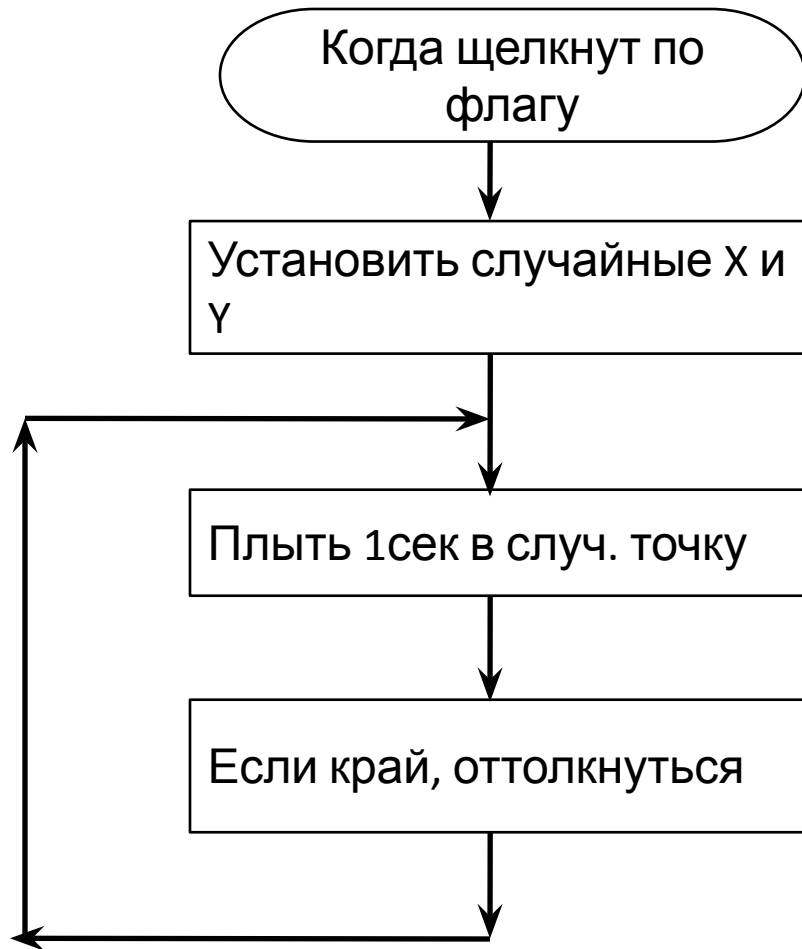 Когда щелкнут по
флагу
Установить случайные X и
Y
Плыть 1сек в случ. точку
Если край, оттолкнуться